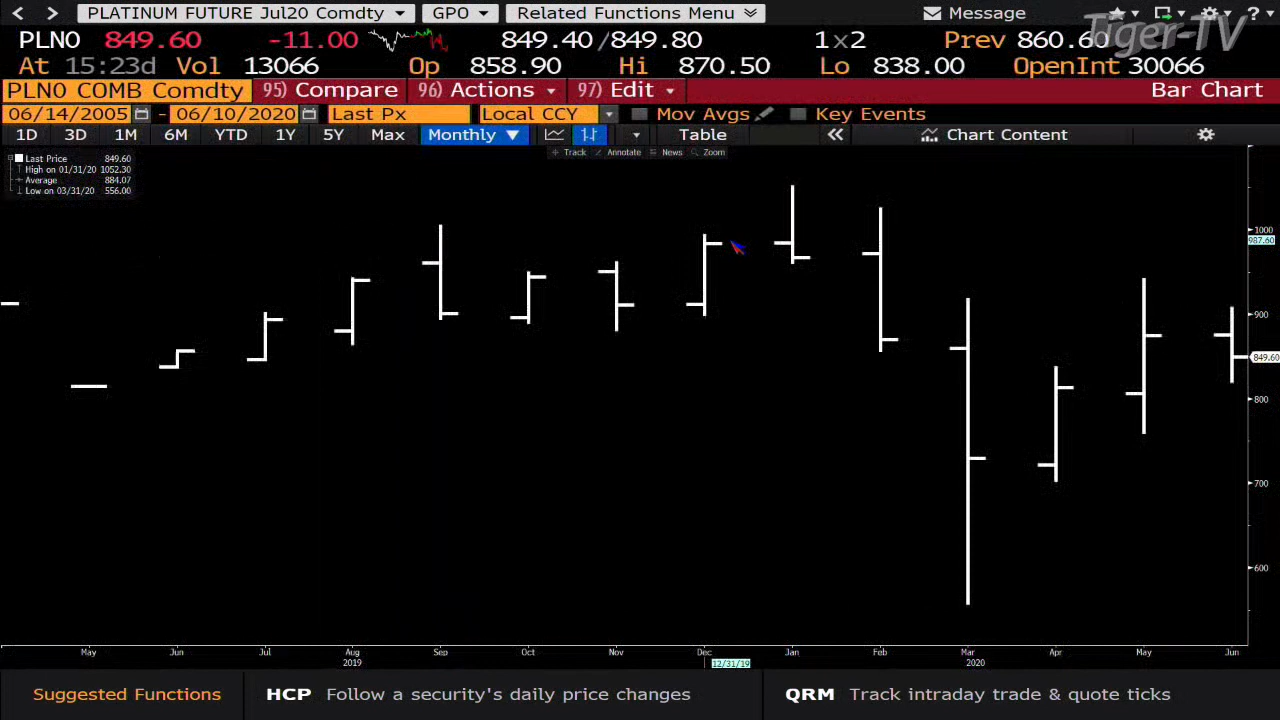 PLATINUM FUTURE Jul20 Comdty GPO Related Functions Menu Message
PLN0 849.60 -11.00 849.40/849.80 1x2 Prev 860.60
Tiger-TV
At 15:23d Vol 13066 Op 858.90 Hi 870.50 Lo 838.00 OpenInt 30066
PLN0 COMB Comdty 95) Compare 96) Actions 97) Edit Bar Chart
06/14/2005 - 06/10/2020 Last Px Local CCY Mov Avgs Key Events
1D 3D 1M 6M YTD 1Y 5Y Max Monthly Table Chart Content
Track Annotate News Zoom
Last Price 849.60
High on 01/31/20 1052.30
Average 884.07
Low on 03/31/20 556.00
1000
987.60
900
849.60
800
700
600
May Jun Jul Aug Sep Oct Nov Dec Jan Feb Mar Apr May Jun
2019 12/31/19 2020
Suggested Functions HCP Follow a security's daily price changes QRM Track intraday trade & quote ticks